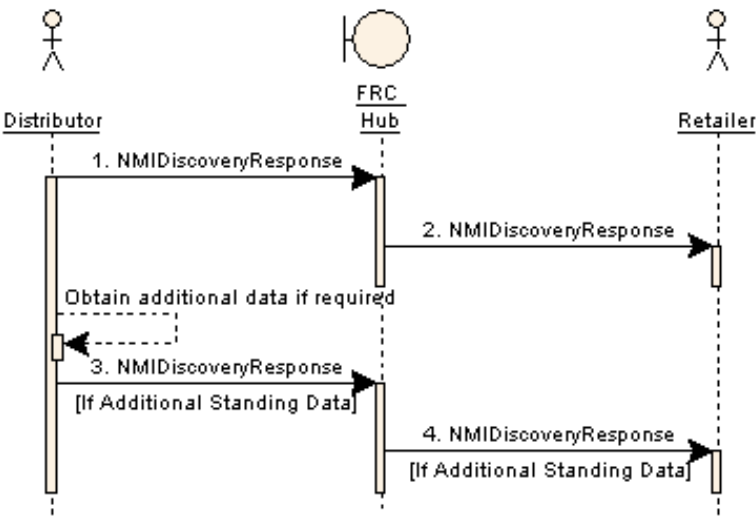 FRC
Distributor
Hub
Retailer
1. NMIDiscoveryResponse
2. NMIDiscoveryResponse
Obtain additional data if required
3. NMIDiscoveryResponse
[If Additional Standing Data]
4. NMIDiscoveryResponse
[If Additional Standing Data]